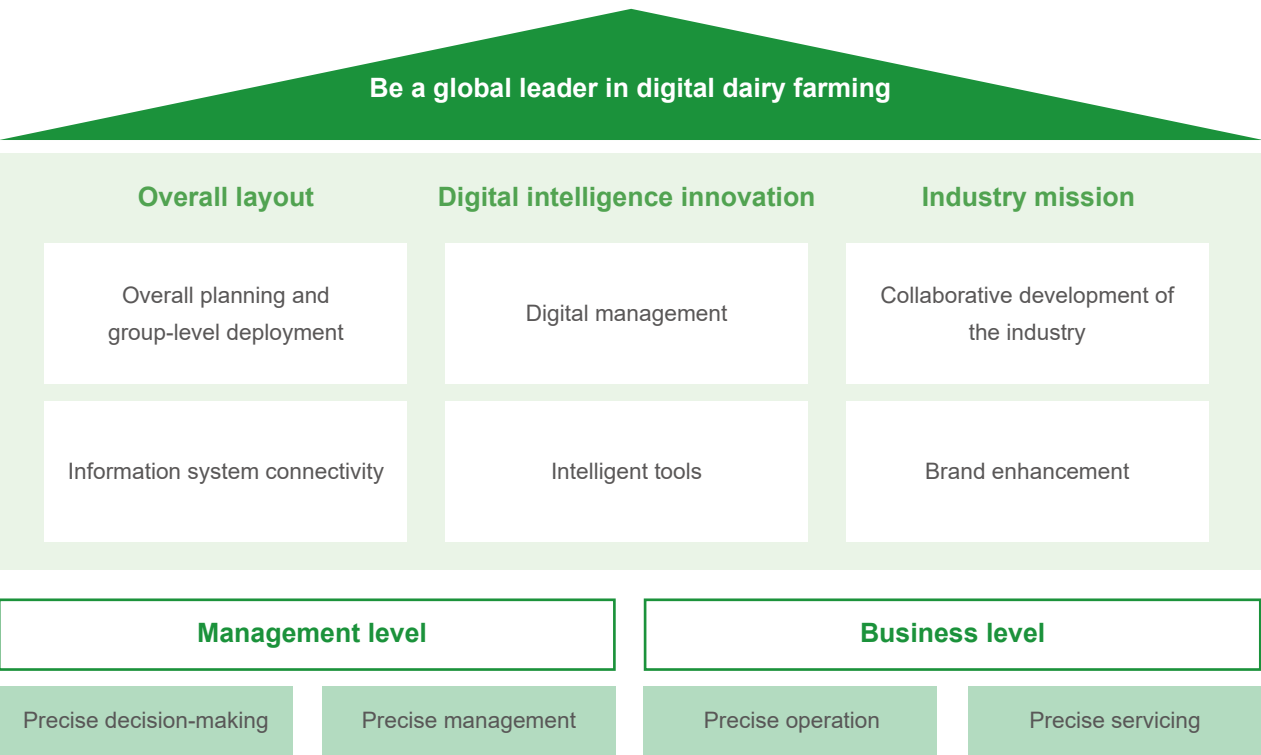 Be a global leader in digital dairy farming
Overall layout
Digital intelligence innovation
Industry mission
Overall planning and
group-level deployment
Digital management
Collaborative development of
the industry
Information system connectivity
Intelligent tools
Brand enhancement
Management level
Business level
Precise decision-making
Precise management
Precise operation
Precise servicing